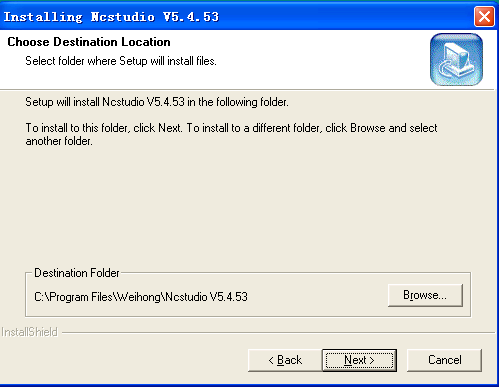 Installing Ncstudio V5.4.53
Choose Destination Location
Select folder where Setup will install files.
Setup will install Ncstudio V5.4.53 in the following folder.
To install to this folder, click Next. To install to a different folder, click Browse and select
another folder.
Destination Folder
C:\Program Files\Weihong\Ncstudio V5.4.53
Browse...
InstallShield
< Back
Next >
Cancel